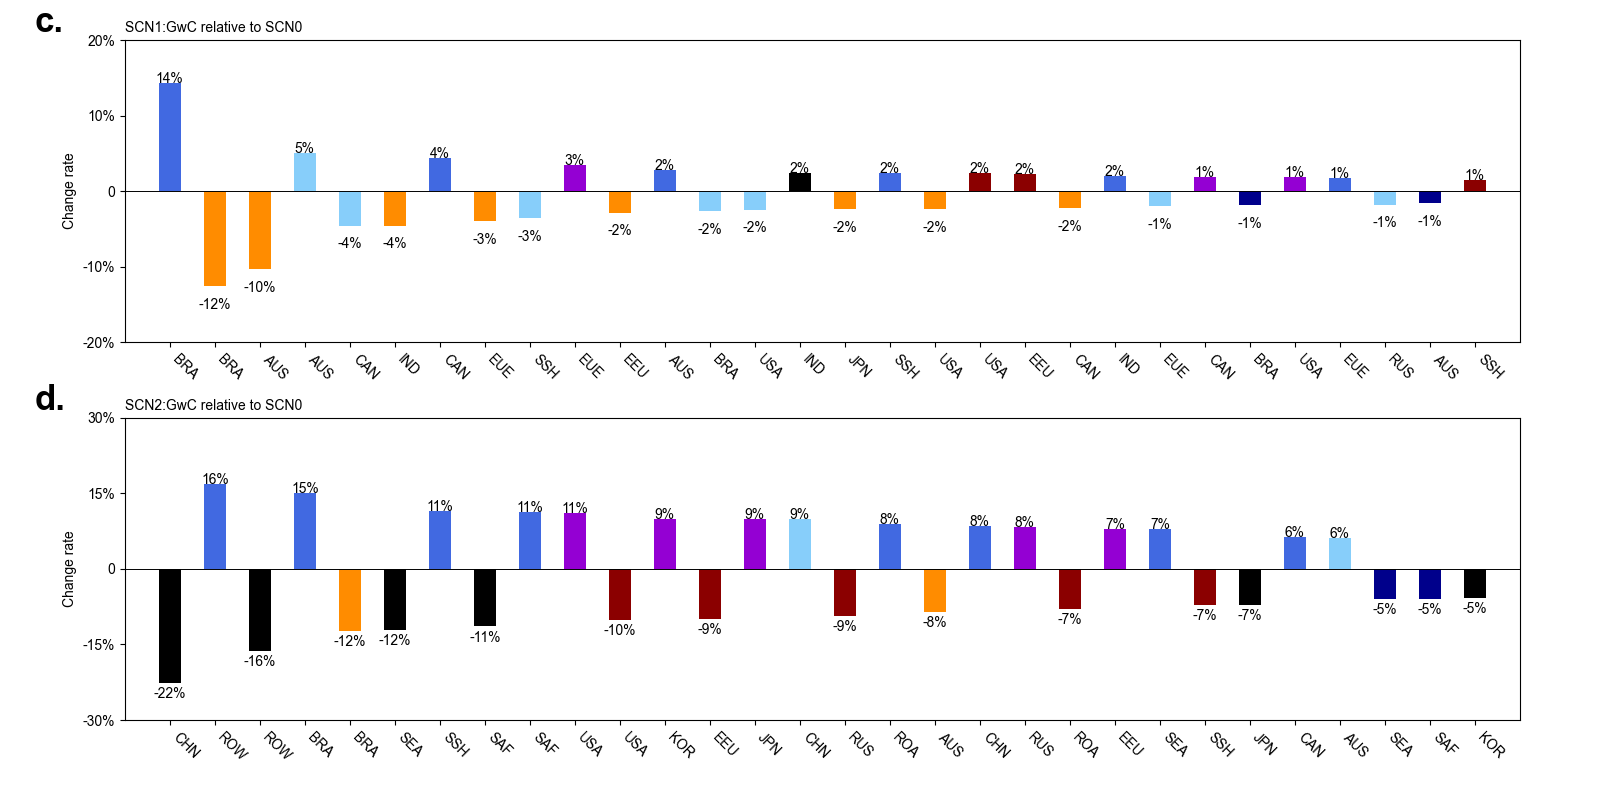 c.
SCN1:GwC relative to SCN0
20%
10%
0
-10%
-20%
Change rate
14% -12% -10% 5% -4% -4% 4% -3% -3% 3% -2% 2% -2% -2% 2% -2% 2% -2% 2% 2% -2% 2% -1% 1% -1% 1% 1% -1% -1% 1%
BRA BRA AUS AUS CAN IND CAN EUE SSH EUE EEU AUS BRA USA IND JPN SSH USA USA EEU CAN IND EUE CAN BRA USA EUE RUS AUS SSH
d.
SCN2:GwC relative to SCN0
30%
15%
0
-15%
-30%
Change rate
-22% 16% -16% 15% -12% -12% 11% -11% 11% 11% -10% 9% -9% 9% 9% -9% 8% -8% 8% 8% -7% 7% 7% -7% -7% 6% 6% -5% -5% -5%
CHN ROW ROW BRA BRA SEA SSH SAF SAF USA USA KOR EEU JPN CHN RUS ROA AUS CHN RUS ROA EEU SEA SSH JPN CAN AUS SEA SAF KOR